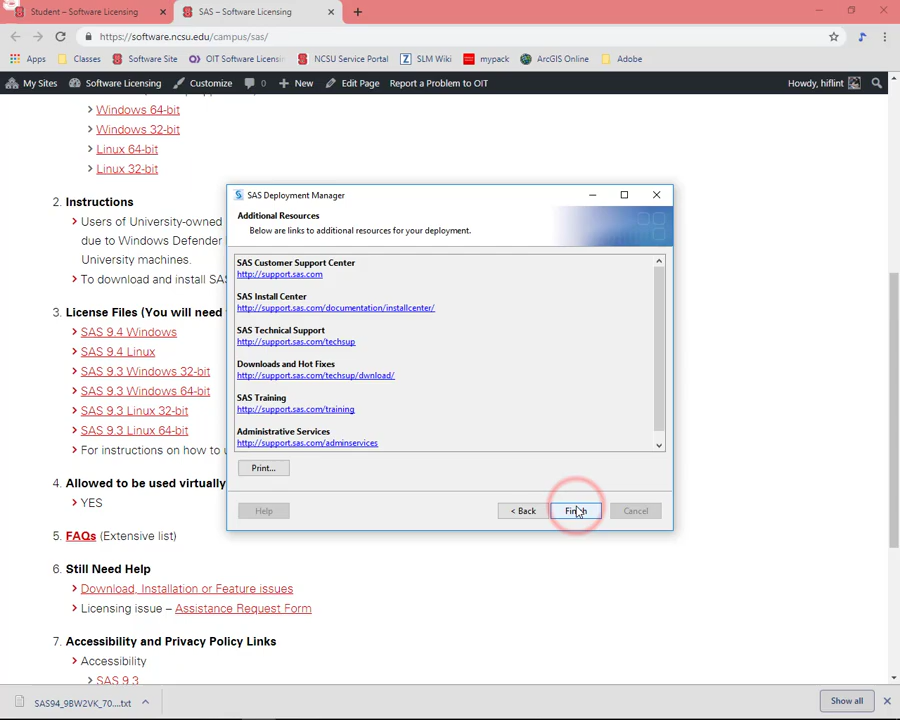 Student – Software Licensing
SAS – Software Licensing
https://software.ncsu.edu/campus/sas/
Apps
Classes
Software Site
OIT Software Licensin
NCSU Service Portal
SLM Wiki
mypack
ArcGIS Online
Adobe
My Sites
Software Licensing
Customize
0
New
Edit Page
Report a Problem to OIT
Howdy, hiflint
Windows 64-bit
Windows 32-bit
Linux 64-bit
Linux 32-bit
2. Instructions
Users of University-owned
due to Windows Defender
University machines.
To download and install SAS
3. License Files (You will need
SAS 9.4 Windows
SAS 9.4 Linux
SAS 9.3 Windows 32-bit
SAS 9.3 Windows 64-bit
SAS 9.3 Linux 32-bit
SAS 9.3 Linux 64-bit
For instructions on how to
4. Allowed to be used virtually
YES
5. FAQs (Extensive list)
6. Still Need Help
Download, Installation or Feature issues
Licensing issue – Assistance Request Form
7. Accessibility and Privacy Policy Links
Accessibility
SAS 9.3
SAS Deployment Manager
Additional Resources
Below are links to additional resources for your deployment.
SAS Customer Support Center
http://support.sas.com
SAS Install Center
http://support.sas.com/documentation/installcenter/
SAS Technical Support
http://support.sas.com/techsup
Downloads and Hot Fixes
http://support.sas.com/techsup/dwnload/
SAS Training
http://support.sas.com/training
Administrative Services
http://support.sas.com/adminservices
Print...
Help
< Back
Finish
Cancel
SAS94_9BW2VK_70....txt
Show all